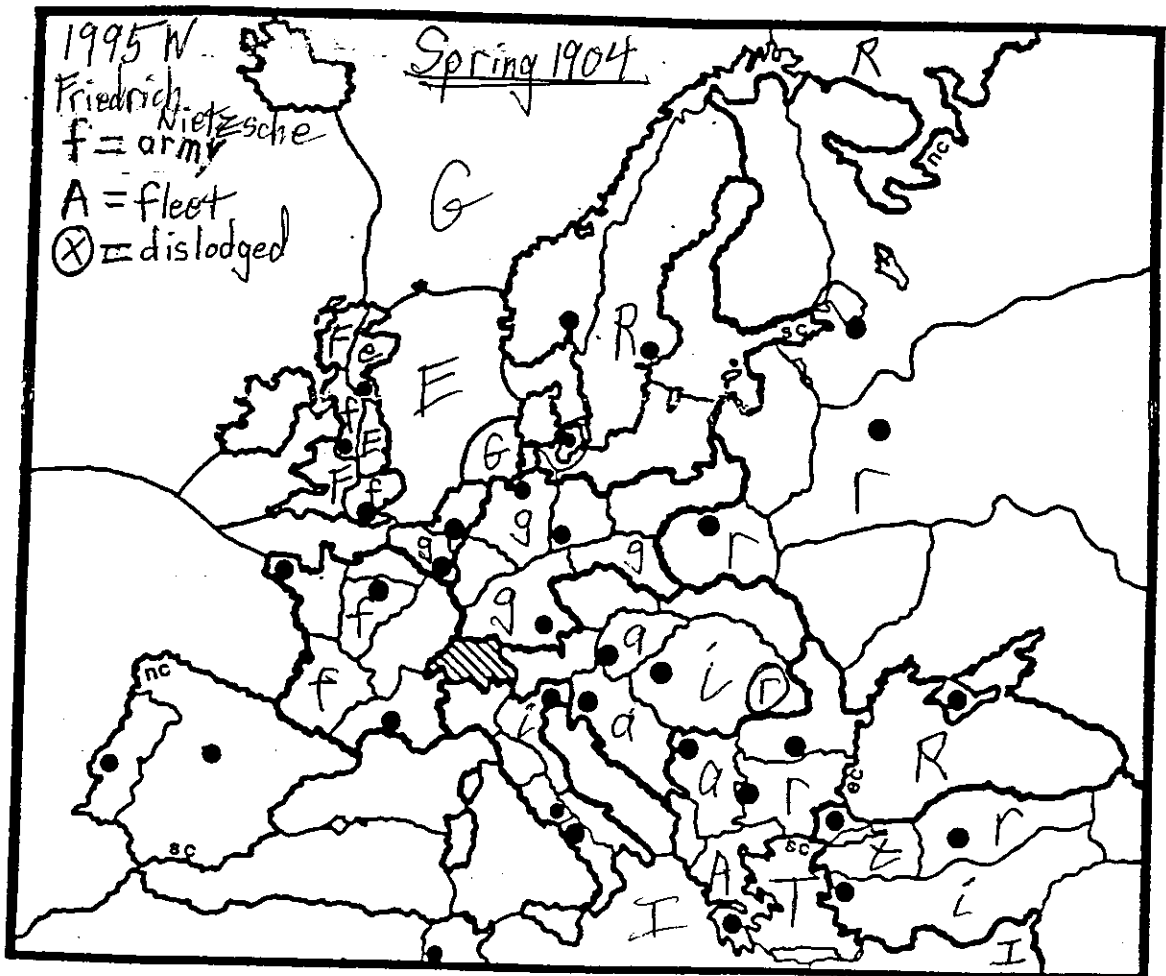 1995 W
Spring 1904
R
Friedrich
Nietzsche
f = army
A = fleet
Ⓧ = dislodged
nc
G
F
e
R
sc
E
f
E
G
F
f
r
g
g
g
r
f
g
a
nc
f
i
r
i
a
R
a
r
ec
r
sc
z
sc
A
T
i
I
I